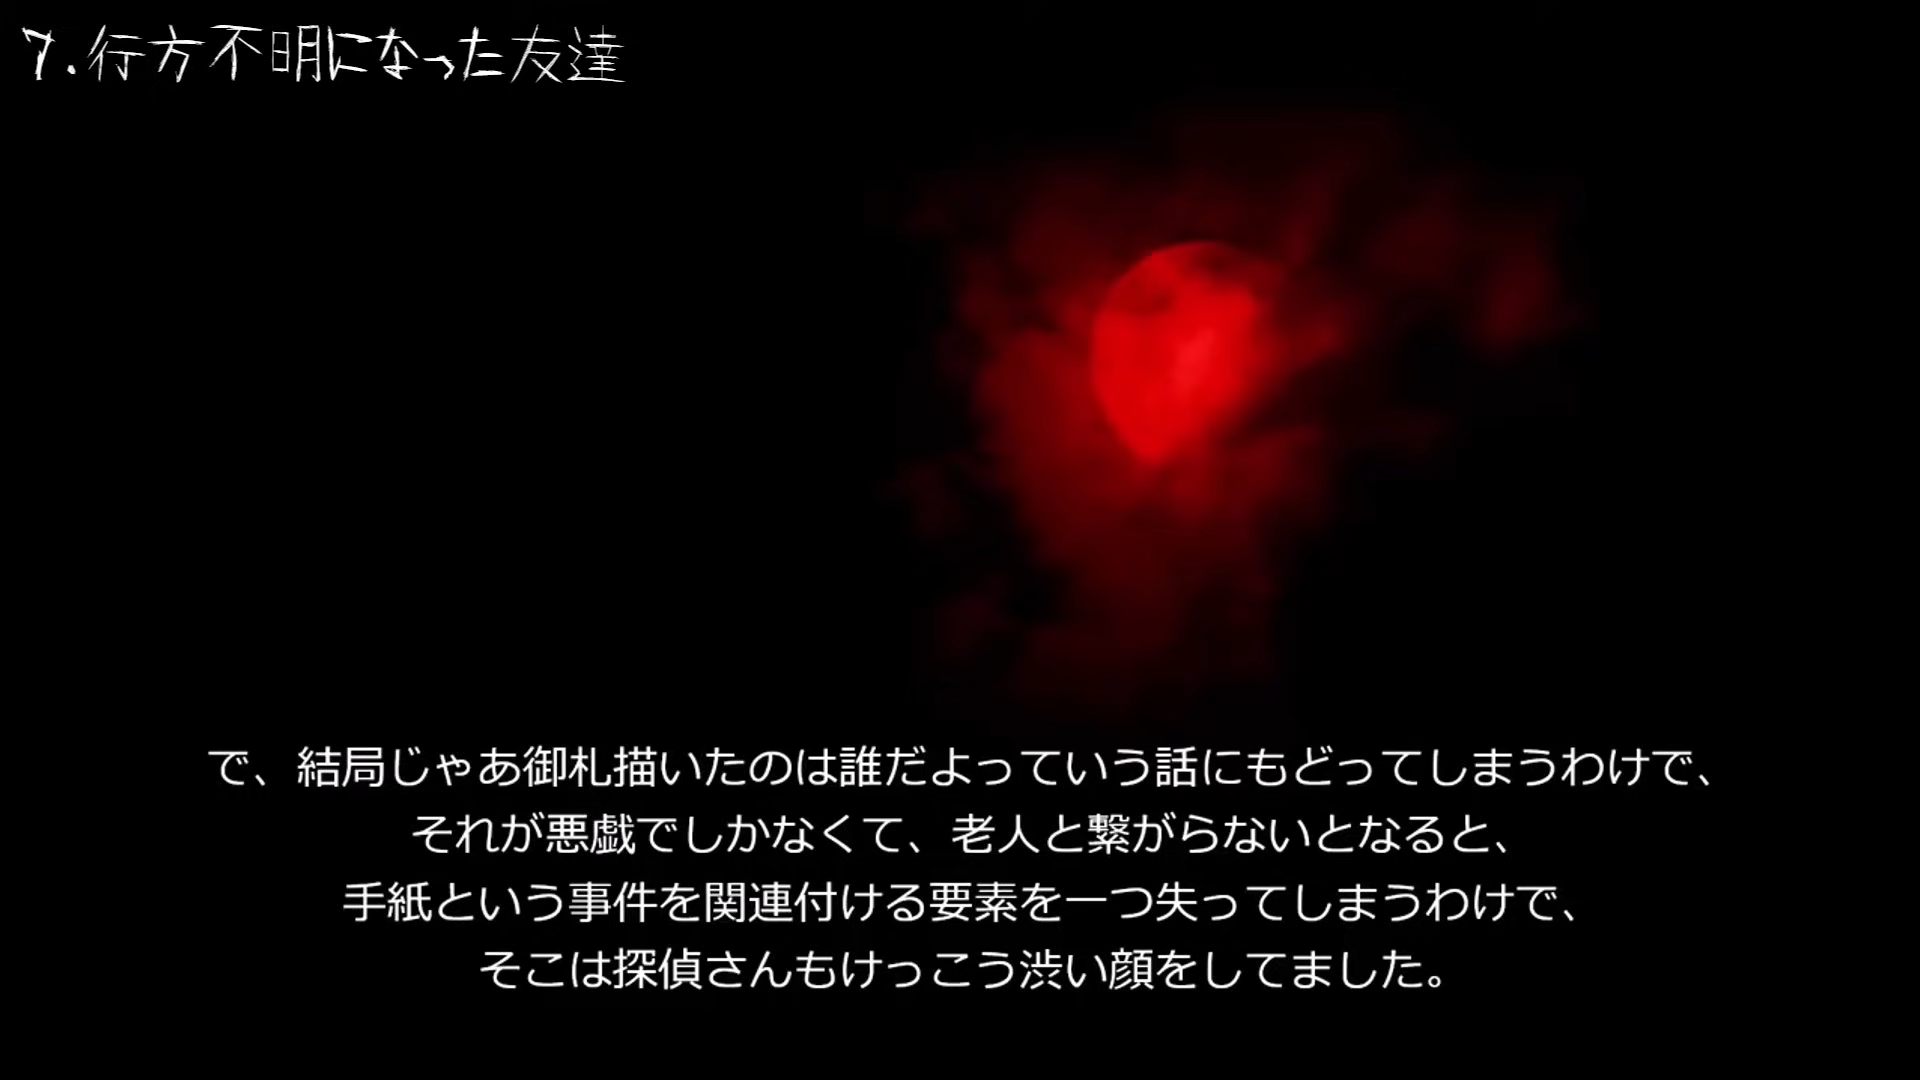 7.行方不明になった友達
で、結局じゃあ御札描いたのは誰だよっていう話にもどってしまうわけで、
それが悪戯でしかなくて、老人と繋がらないとなると、
手紙という事件を関連付ける要素を一つ失ってしまうわけで、
そこは探偵さんもけっこう渋い顔をしてました。